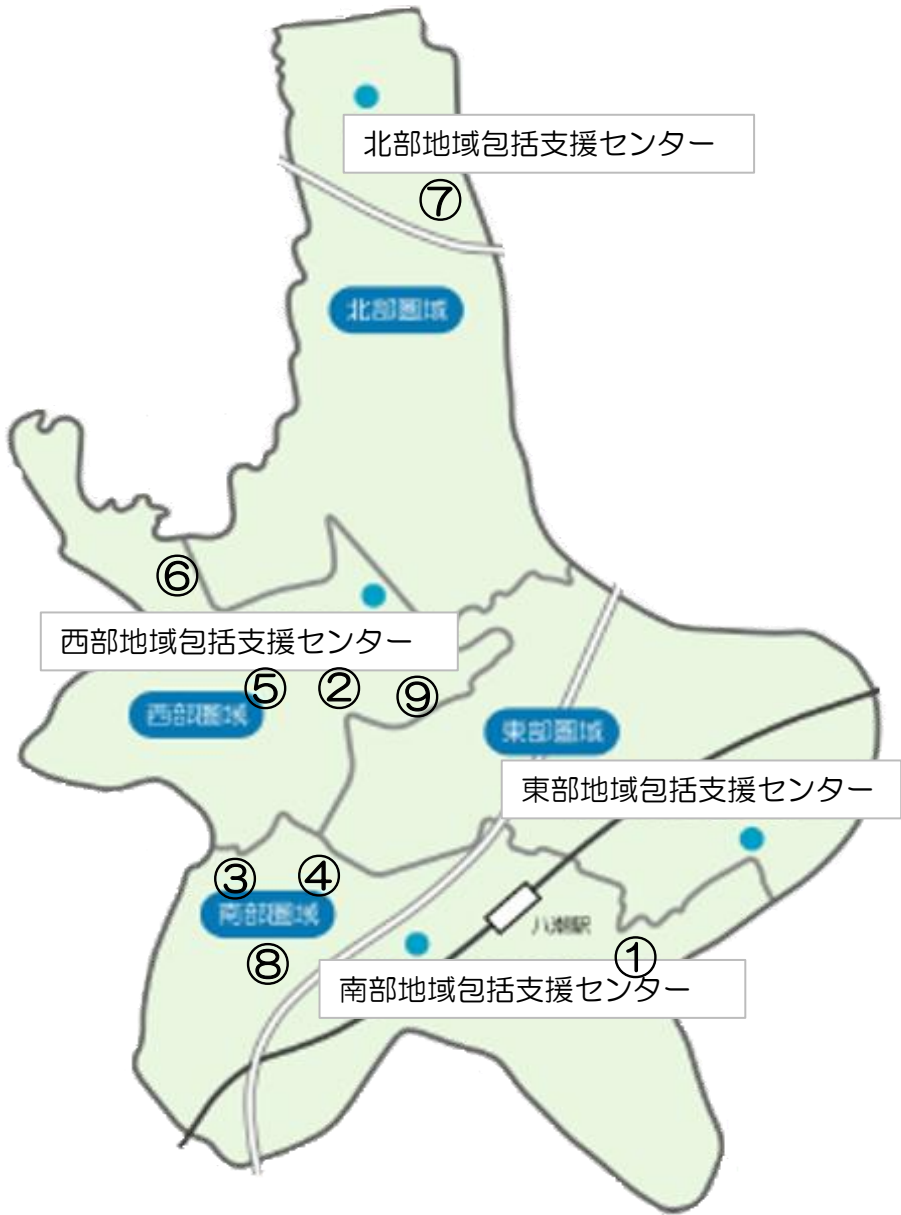 北部地域包括支援センター
⑦
北部圏域
⑥
西部地域包括支援センター
⑤ ② ⑨
西部圏域
東部圏域
東部地域包括支援センター
③ ④
南部圏域
八潮駅
⑧ ①
南部地域包括支援センター